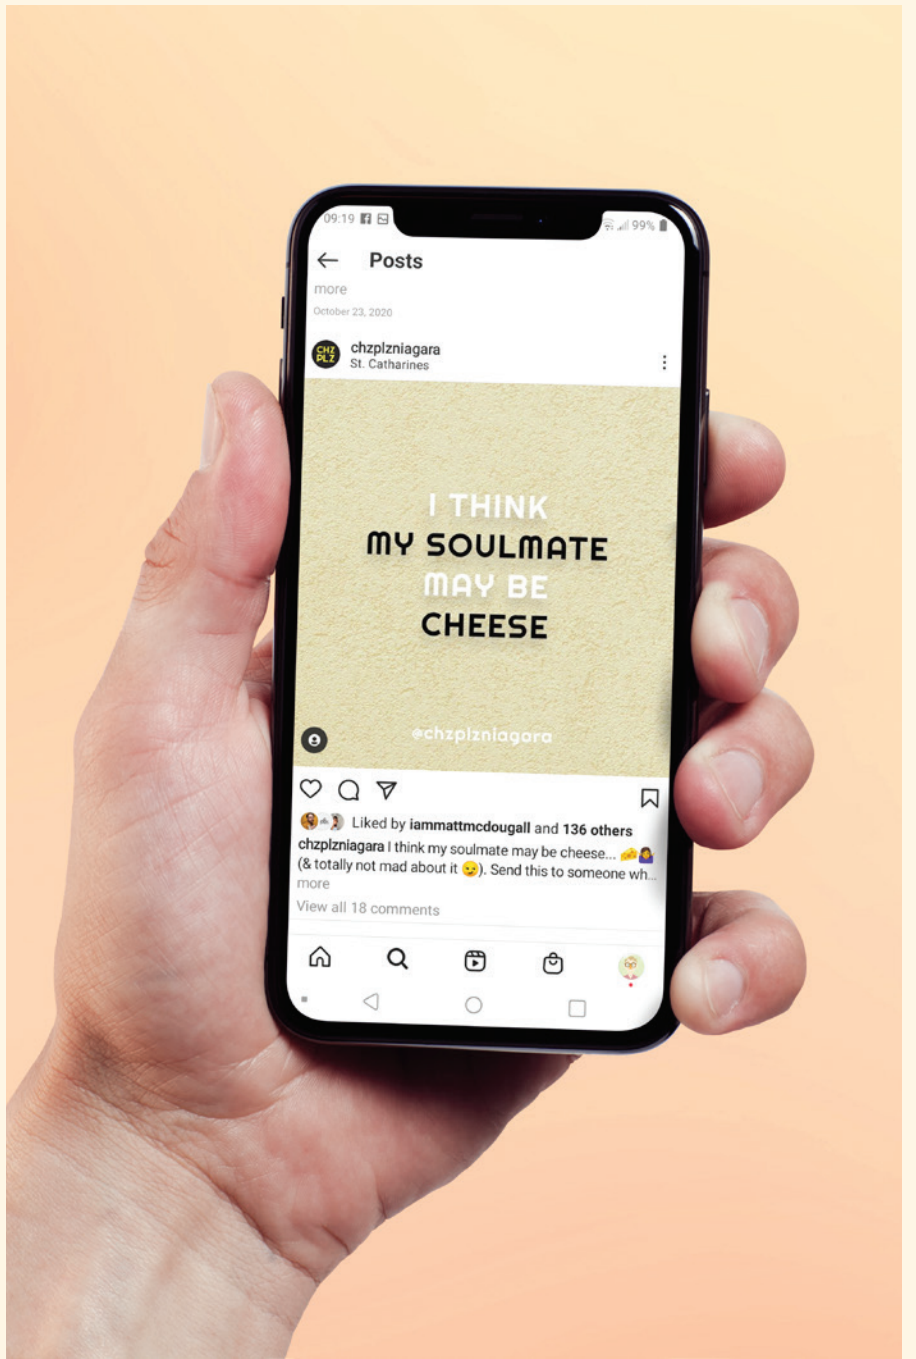 09:19
99%
Posts
more
October 23, 2020
CHZ
PLZ
chzplzniagara
St. Catharines
I THINK
MY SOULMATE
MAY BE
CHEESE
@chzplzniagara
Liked by iammattmcdougall and 136 others
chzplzniagara I think my soulmate may be cheese... 🧀🤷‍♀️
(& totally not mad about it 😏). Send this to someone wh...
more
View all 18 comments